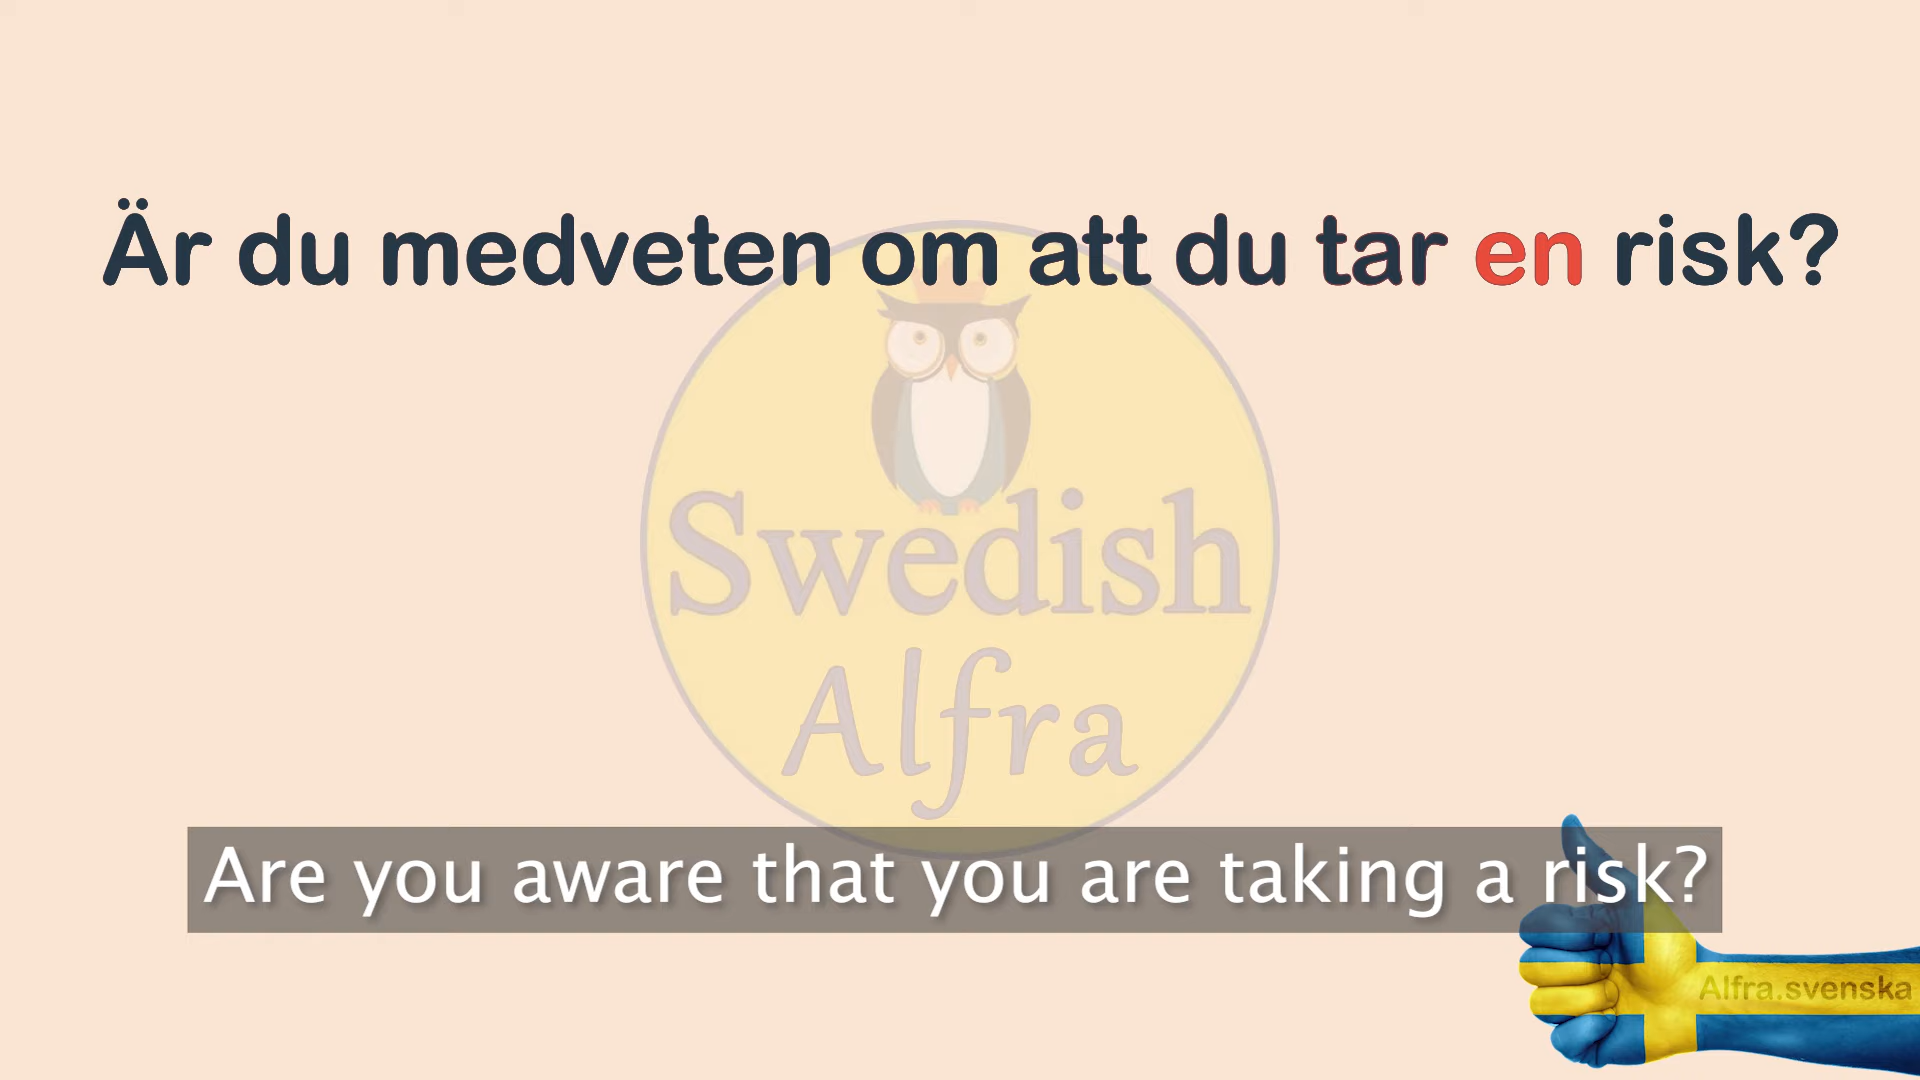 Är du medveten om att du tar en risk?
Swedish
Alfra
Are you aware that you are taking a risk?
Alfra.svenska